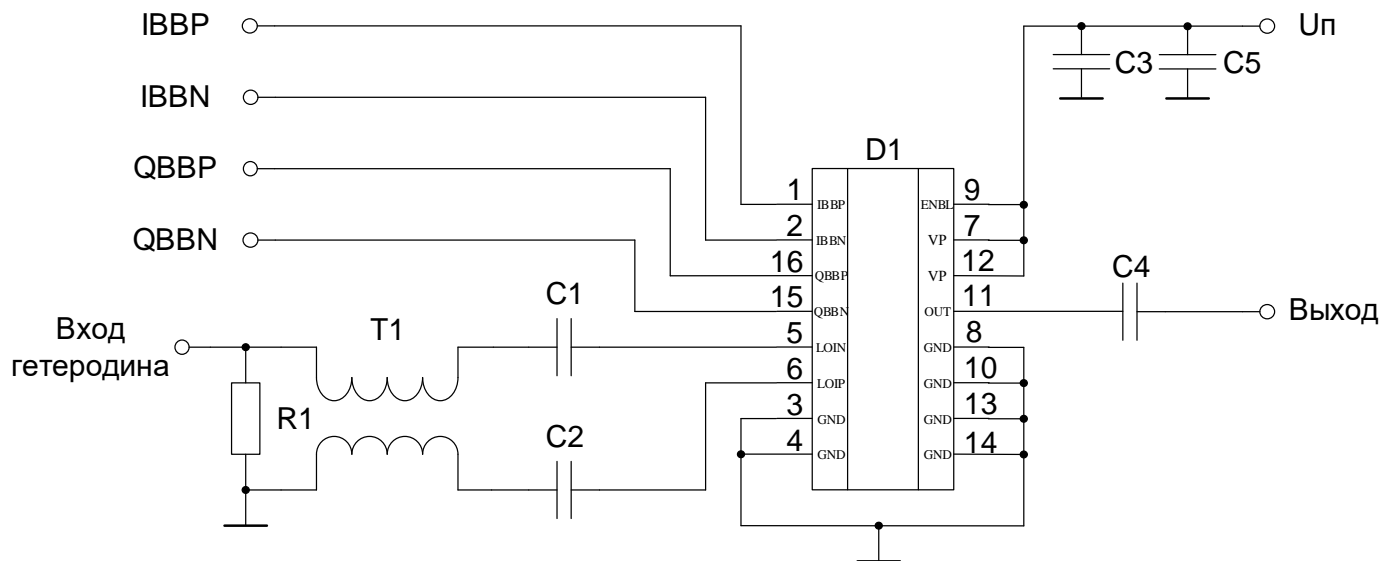 IBBP
Uп
C3
C5
IBBN
D1
QBBP
1
IBBP
ENBL
9
2
IBBN
VP
7
QBBN
16
QBBP
VP
12
C4
C1
15
QBBN
OUT
11
Выход
Вход
гетеродина
T1
5
LOIN
GND
8
6
LOIP
GND
10
R1
C2
3
GND
GND
13
4
GND
GND
14